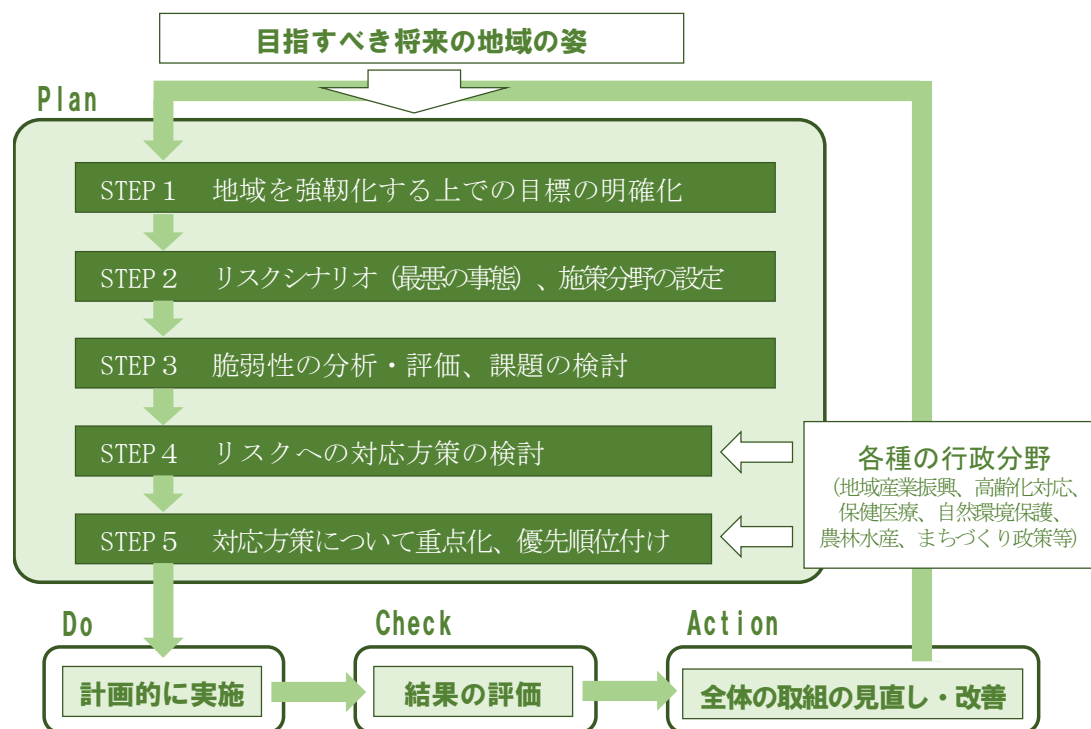 目指すべき将来の地域の姿
Plan
STEP１ 地域を強靱化する上での目標の明確化
STEP２ リスクシナリオ（最悪の事態）、施策分野の設定
STEP３ 脆弱性の分析・評価、課題の検討
STEP４ リスクへの対応方策の検討
STEP５ 対応方策について重点化、優先順位付け
各種の行政分野
（地域産業振興、高齢化対応、
保健医療、自然環境保護、
農林水産、まちづくり政策等）
Do
計画的に実施
Check
結果の評価
Action
全体の取組の見直し・改善